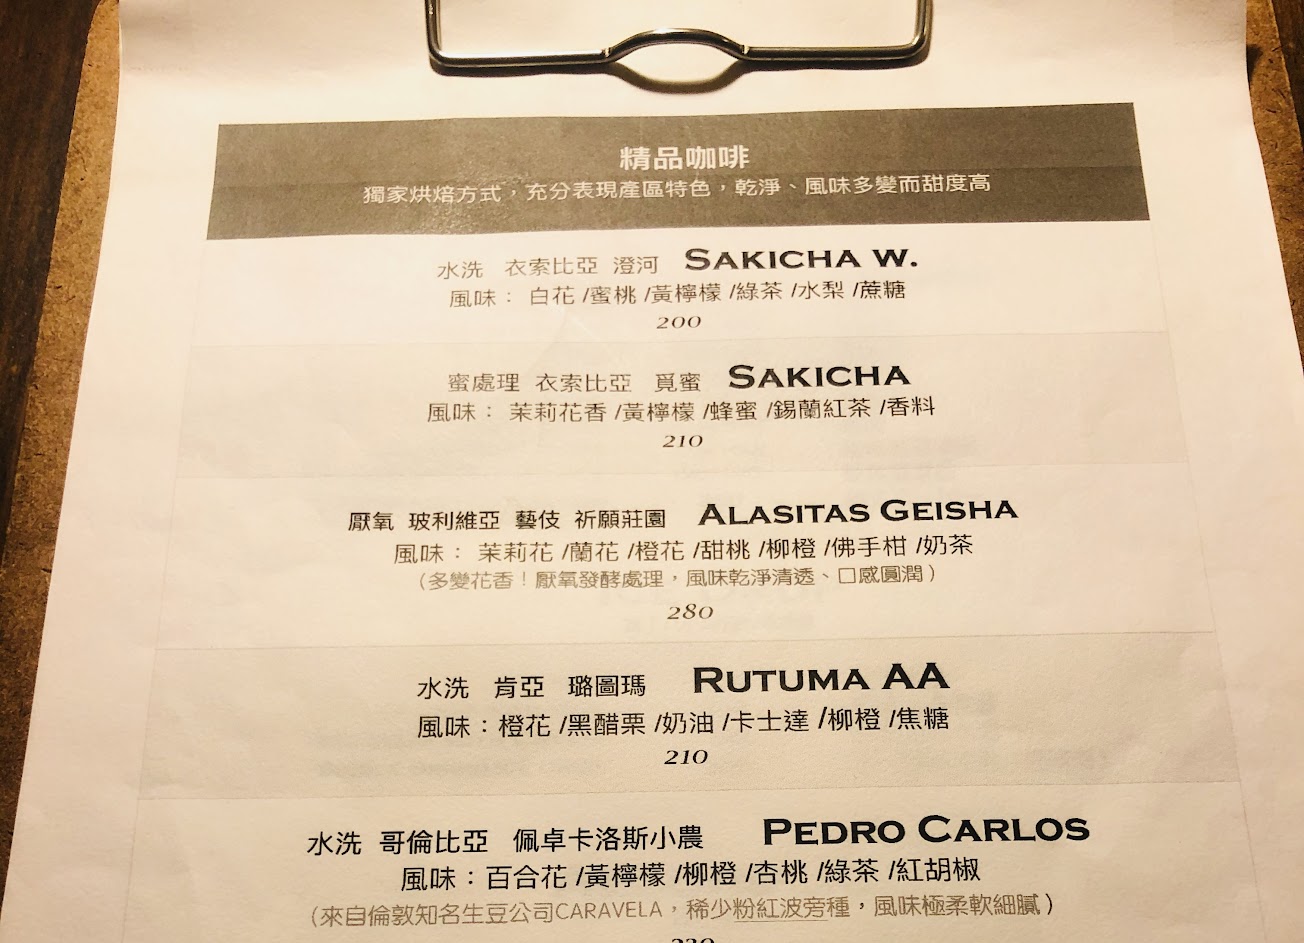 精品咖啡
獨家烘焙方式，充分表現產區特色，乾淨、風味多變而甜度高
水洗 衣索比亞 澄河 SAKICHA W.
風味： 白花 /蜜桃 /黃檸檬 /綠茶 /水梨 /蔗糖
200
蜜處理 衣索比亞 覓蜜 SAKICHA
風味： 茉莉花香 /黃檸檬 /蜂蜜 /錫蘭紅茶 /香料
210
厭氧 玻利維亞 藝伎 祈願莊園 ALASITAS GEISHA
風味： 茉莉花 /蘭花 /橙花 /甜桃 /柳橙 /佛手柑 /奶茶
（多變花香！厭氧發酵處理，風味乾淨清透、口感圓潤）
280
水洗 肯亞 璐圖瑪 RUTUMA AA
風味：橙花 /黑醋栗 /奶油 /卡士達 /柳橙 /焦糖
210
水洗 哥倫比亞 佩卓卡洛斯小農 PEDRO CARLOS
風味：百合花 /黃檸檬 /柳橙 /杏桃 /綠茶 /紅胡椒
（來自倫敦知名生豆公司CARAVELA，稀少粉紅波旁種，風味極柔軟細膩）